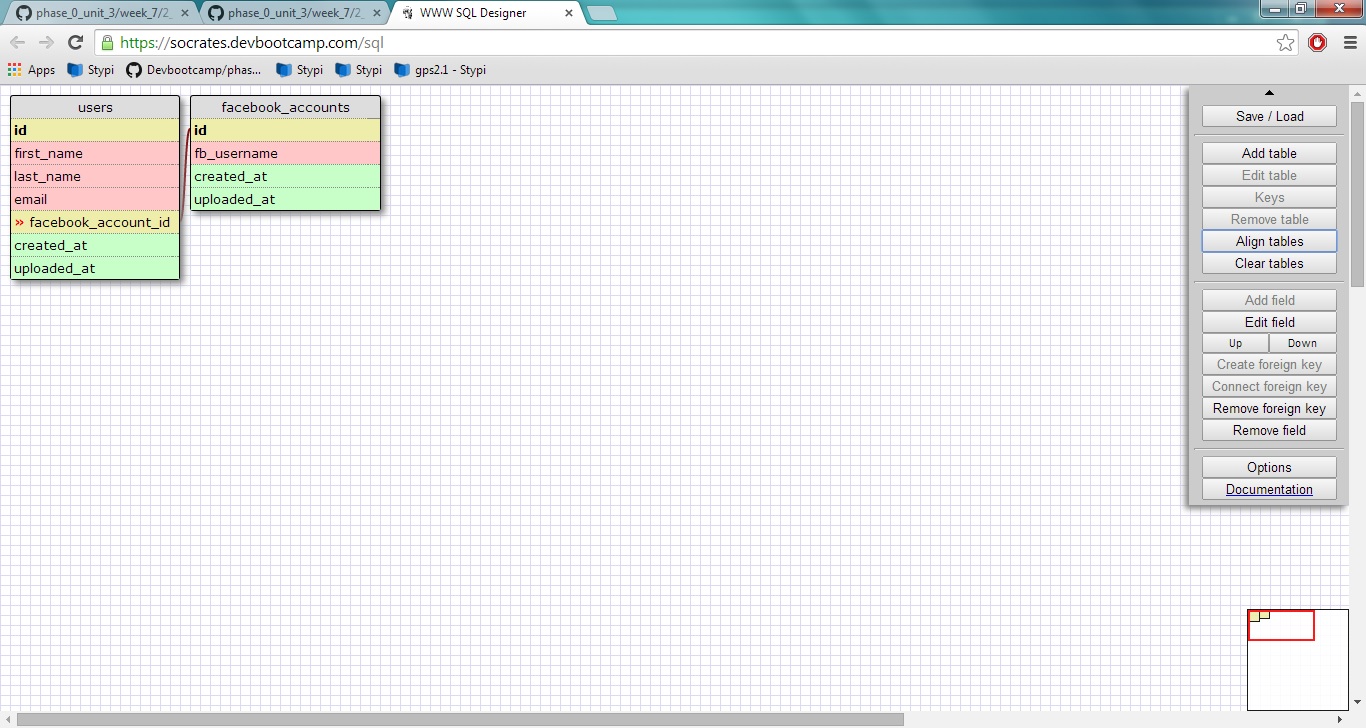 phase_0_unit_3/week_7/2_
phase_0_unit_3/week_7/2_
WWW SQL Designer
https://socrates.devbootcamp.com/sql
Apps
Stypi
Devbootcamp/phas...
Stypi
Stypi
gps2.1 - Stypi
users
id
first_name
last_name
email
» facebook_account_id
created_at
uploaded_at
facebook_accounts
id
fb_username
created_at
uploaded_at
Save / Load
Add table
Edit table
Keys
Remove table
Align tables
Clear tables
Add field
Edit field
Up
Down
Create foreign key
Connect foreign key
Remove foreign key
Remove field
Options
Documentation